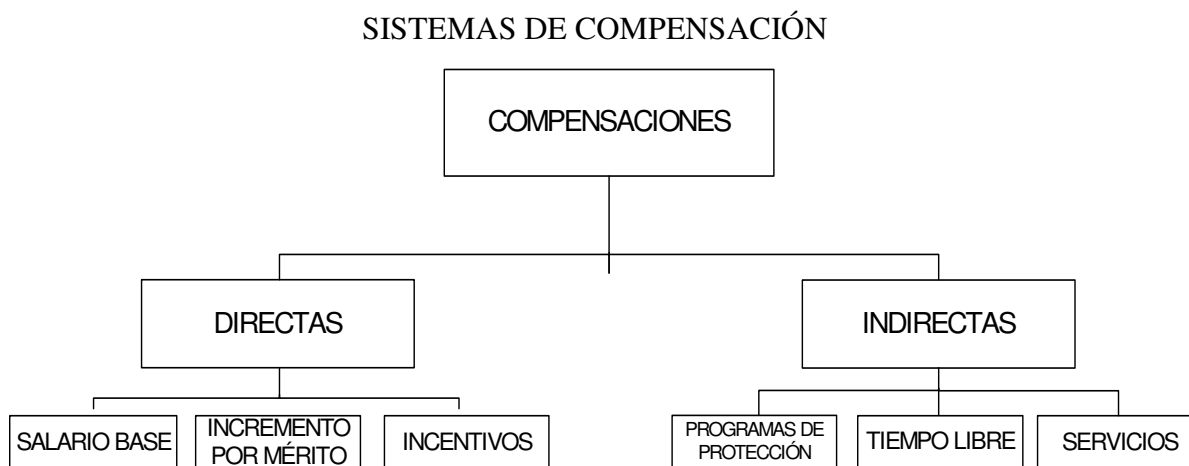 SISTEMAS DE COMPENSACIÓN
COMPENSACIONES
DIRECTAS
INDIRECTAS
SALARIO BASE
INCREMENTO
POR MÉRITO
INCENTIVOS
PROGRAMAS DE
PROTECCIÓN
TIEMPO LIBRE
SERVICIOS